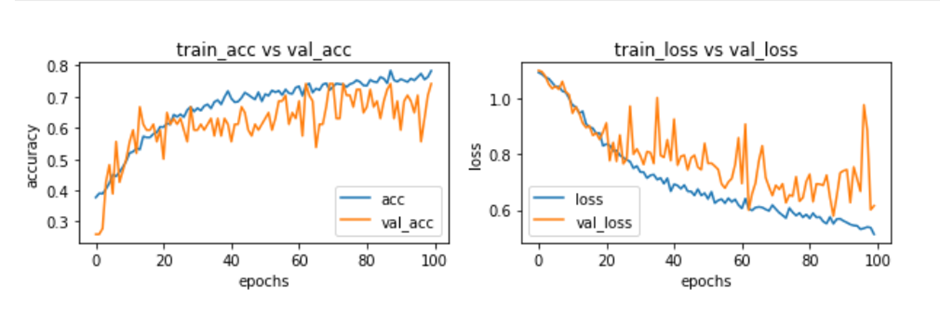 train_acc vs val_acc
0.8
0.7
0.6
0.5
0.4
0.3
accuracy
acc
val_acc
0 20 40 60 80 100
epochs
train_loss vs val_loss
1.0
0.8
0.6
loss
loss
val_loss
0 20 40 60 80 100
epochs